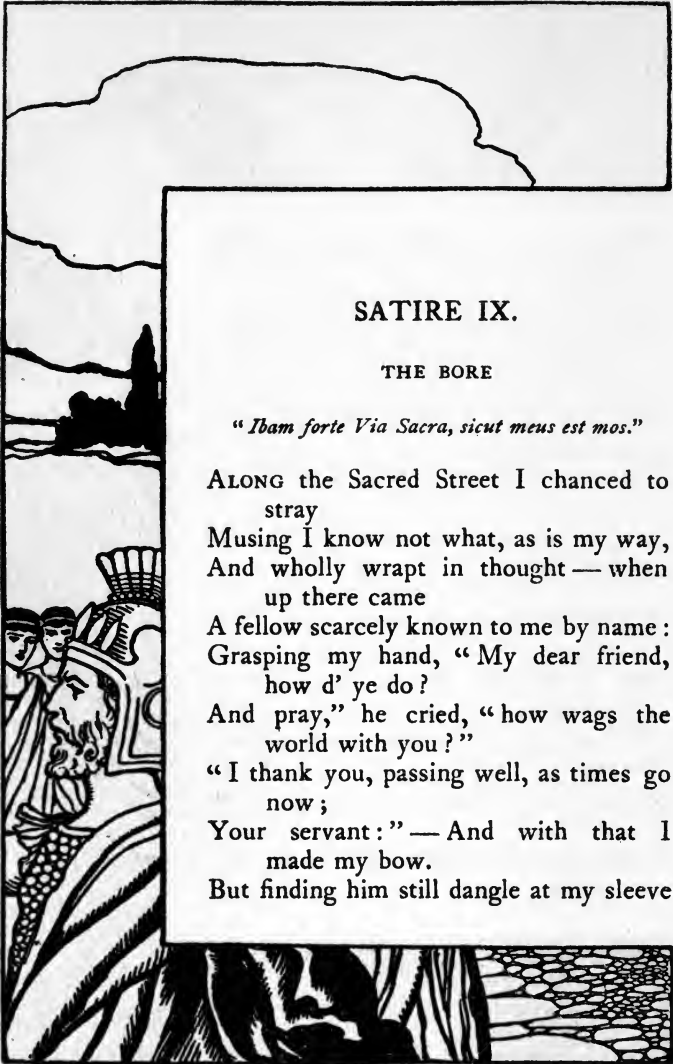 SATIRE IX.
THE BORE
“ Ibam forte Via Sacra, sicut meus est mos.”
ALONG the Sacred Street I chanced to
stray
Musing I know not what, as is my way,
And wholly wrapt in thought — when
up there came
A fellow scarcely known to me by name :
Grasping my hand, “ My dear friend,
how d' ye do ?
And pray,” he cried, “ how wags the
world with you ? ”
“ I thank you, passing well, as times go
now ;
Your servant : ” — And with that I
made my bow.
But finding him still dangle at my sleeve